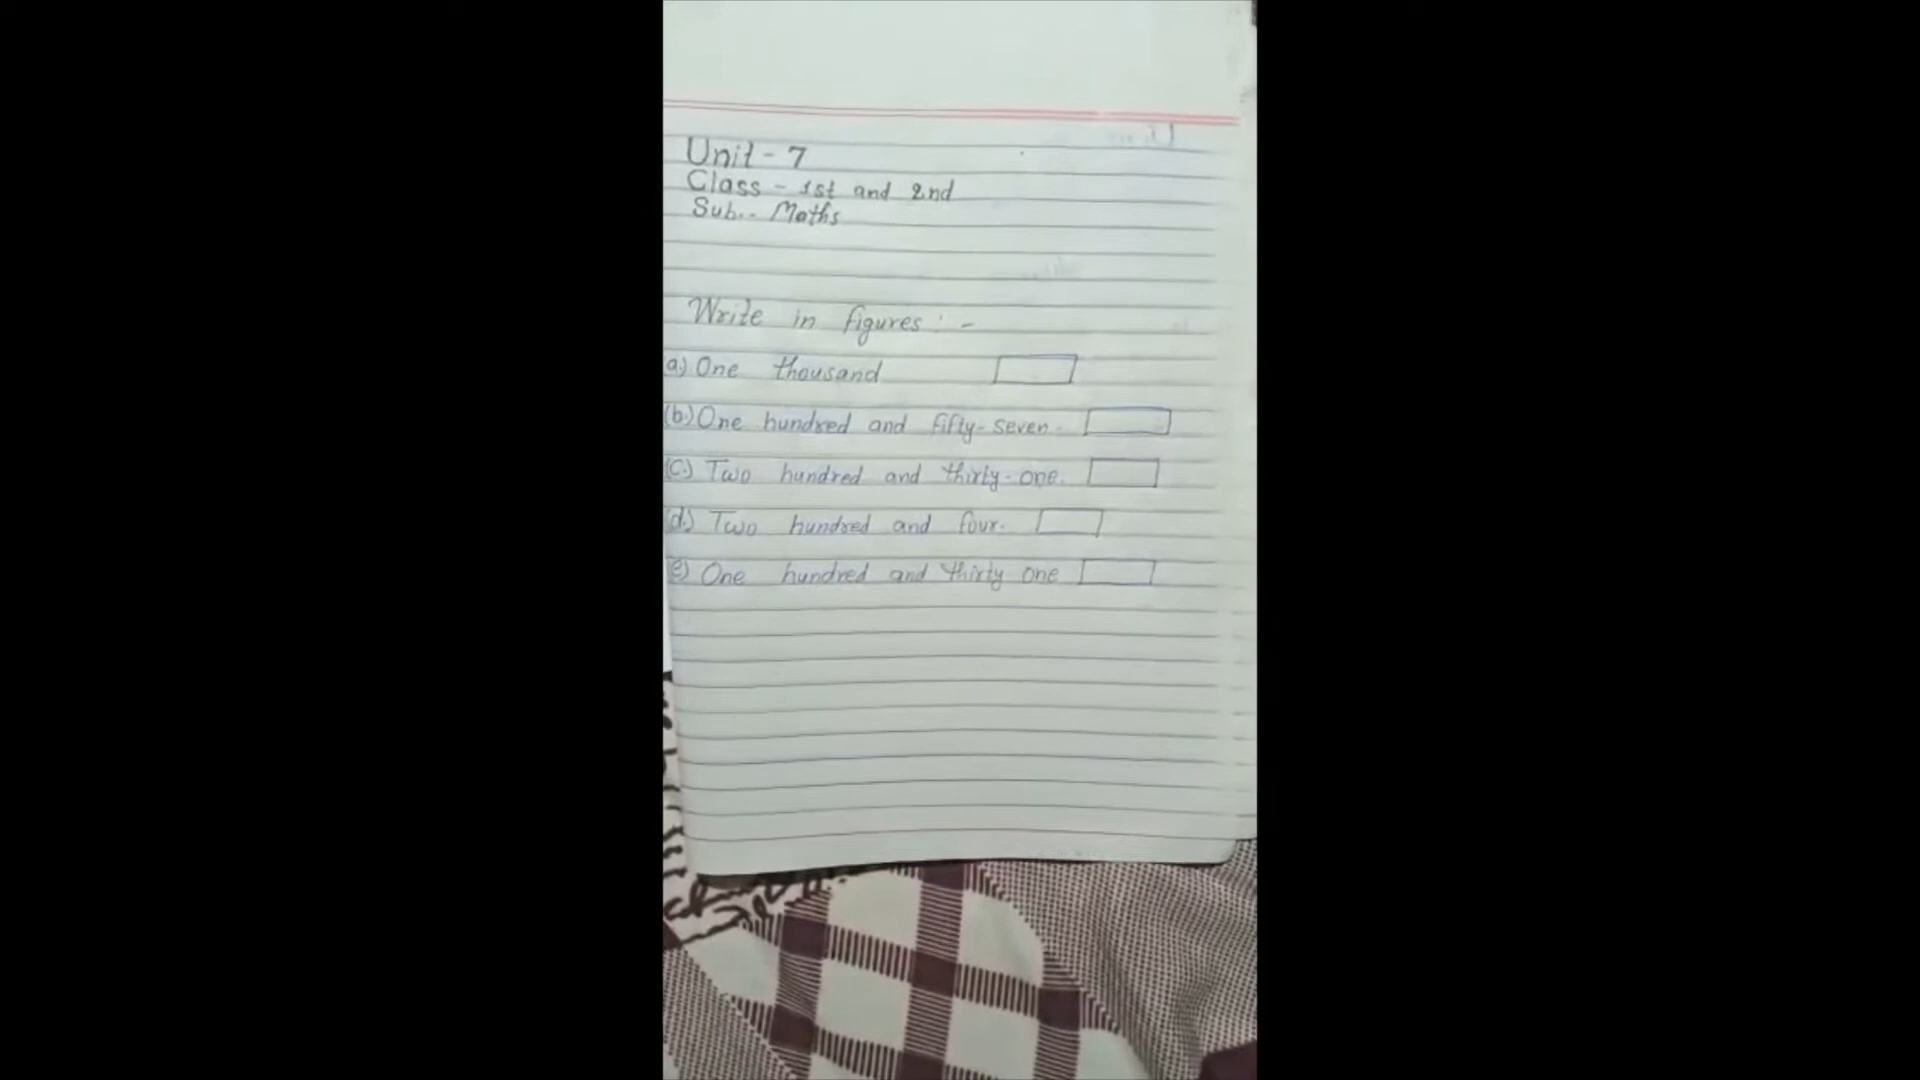 Unit - 7
Class - 1st and 2nd
Sub.- Maths
Write in figures : -
(a.) One thousand
(b.) One hundred and fifty-seven.
(c.) Two hundred and thirty-one.
(d.) Two hundred and four.
(e) One hundred and thirty one